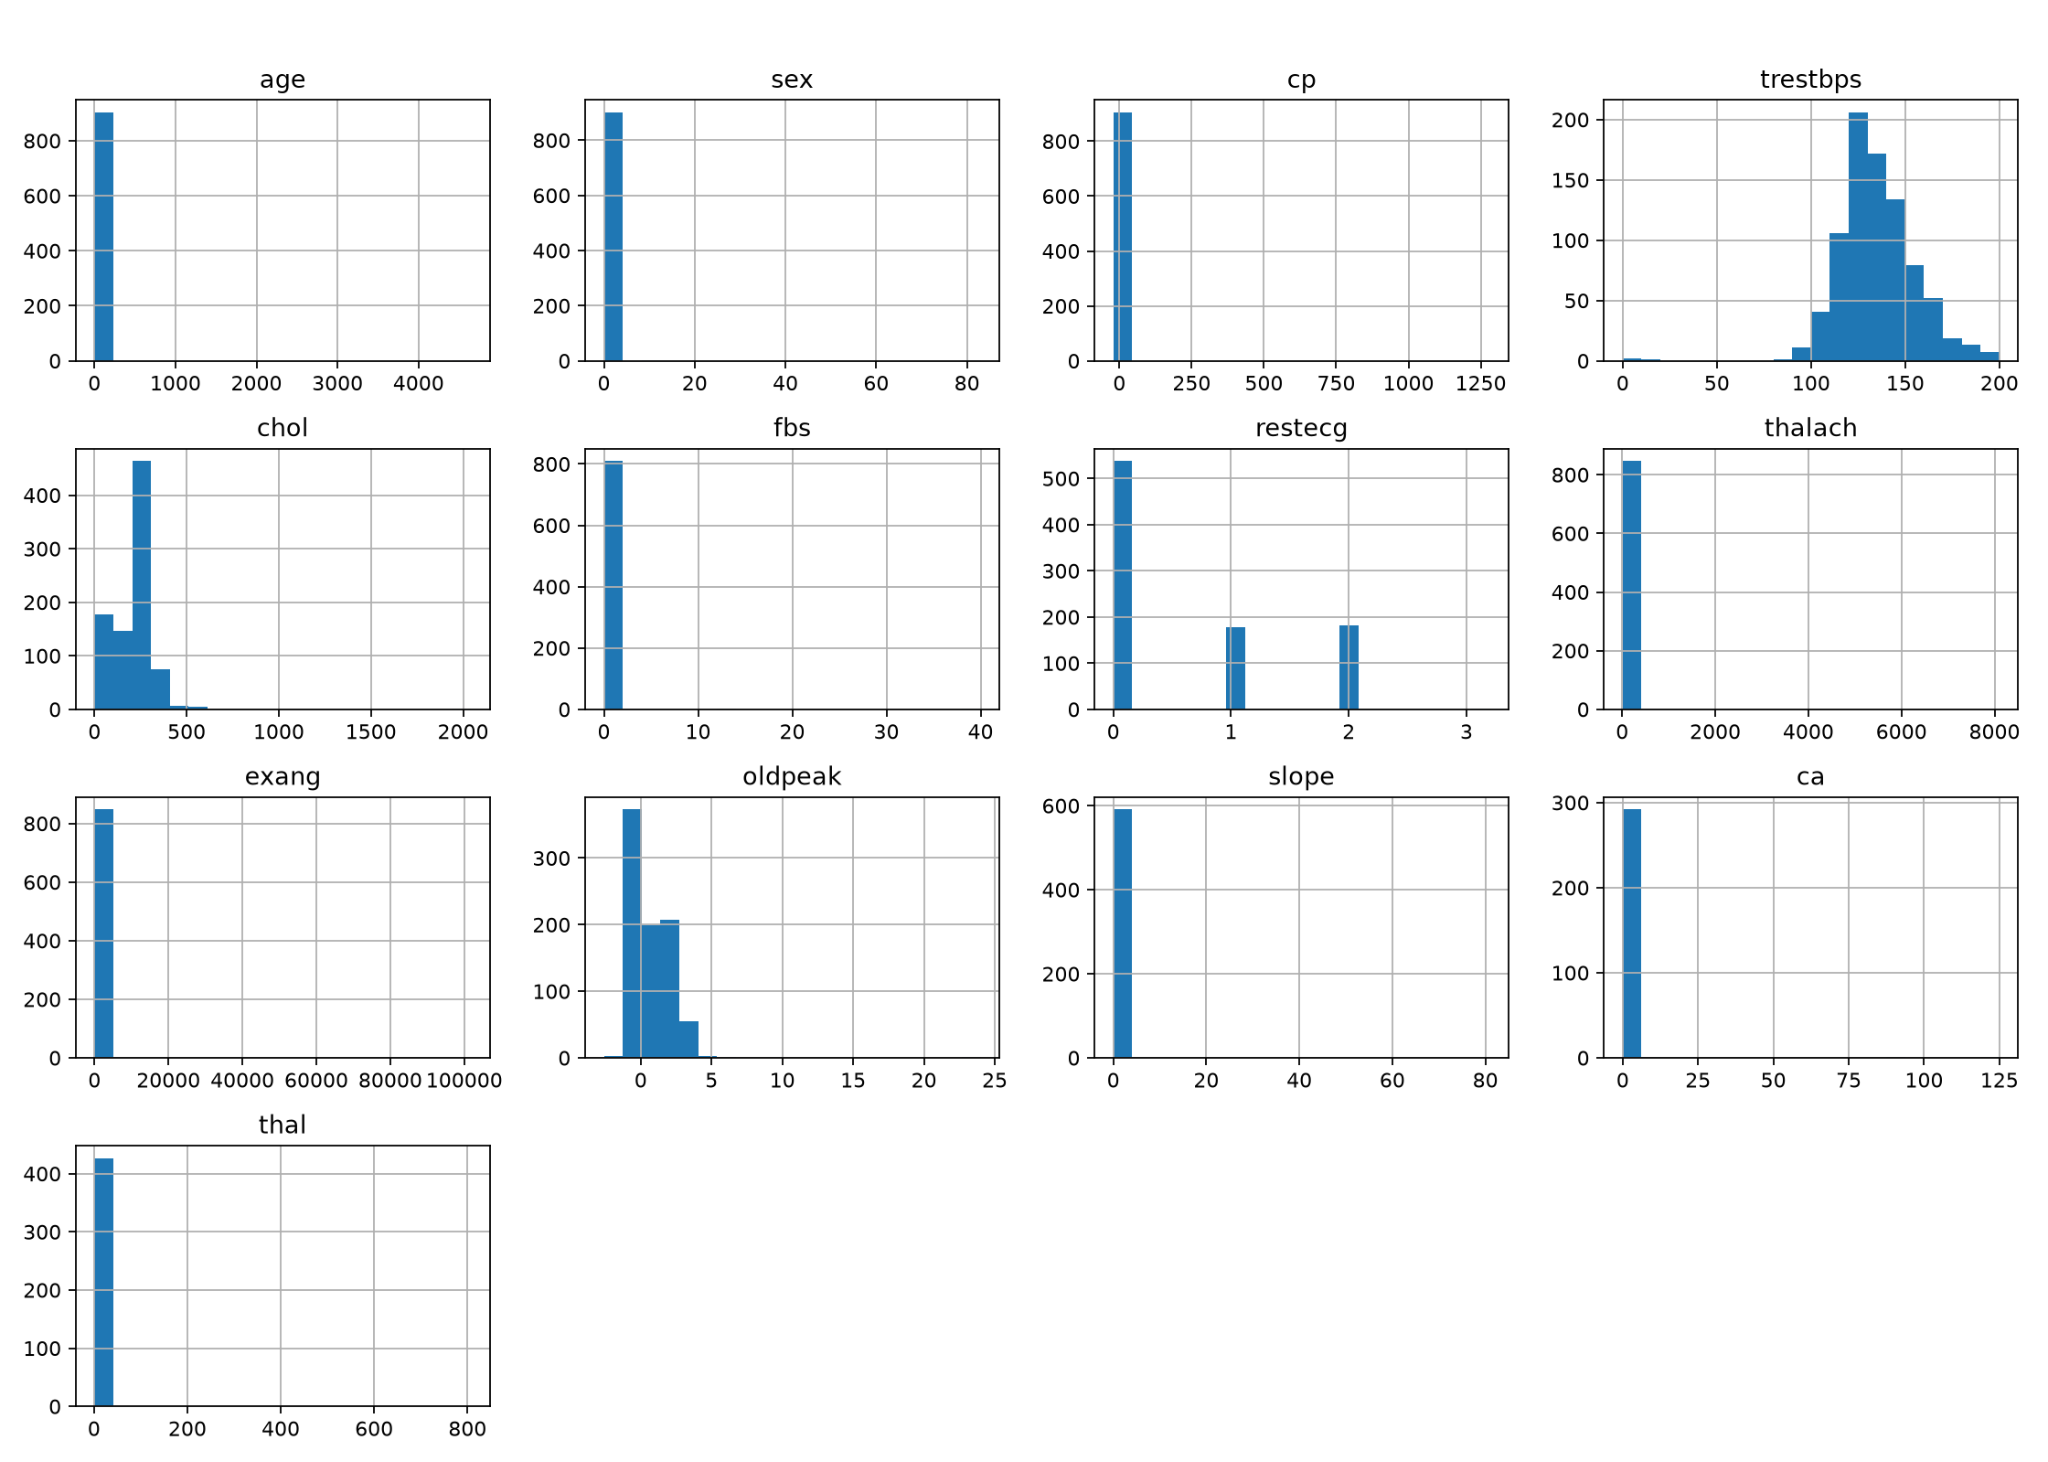 age sex cp trestbps
800 800 800 200
600 600 600 150
400 400 400 100
200 200 200 50
0 0 0 0
0 1000 2000 3000 4000 0 20 40 60 80 0 250 500 750 1000 1250 0 50 100 150 200
chol fbs restecg thalach
400 800 500 800
300 600 400 600
200 400 300 400
100 200 200 200
0 0 100 0
0
0 500 1000 1500 2000 0 10 20 30 40 0 1 2 3 0 2000 4000 6000 8000
exang oldpeak slope ca
800 300 600 300
600 200 400 200
400 100 200 100
200 0 0 0
0
0 20000 40000 60000 80000 100000 0 5 10 15 20 25 0 20 40 60 80 0 25 50 75 100 125
thal
400
300
200
100
0
0 200 400 600 800